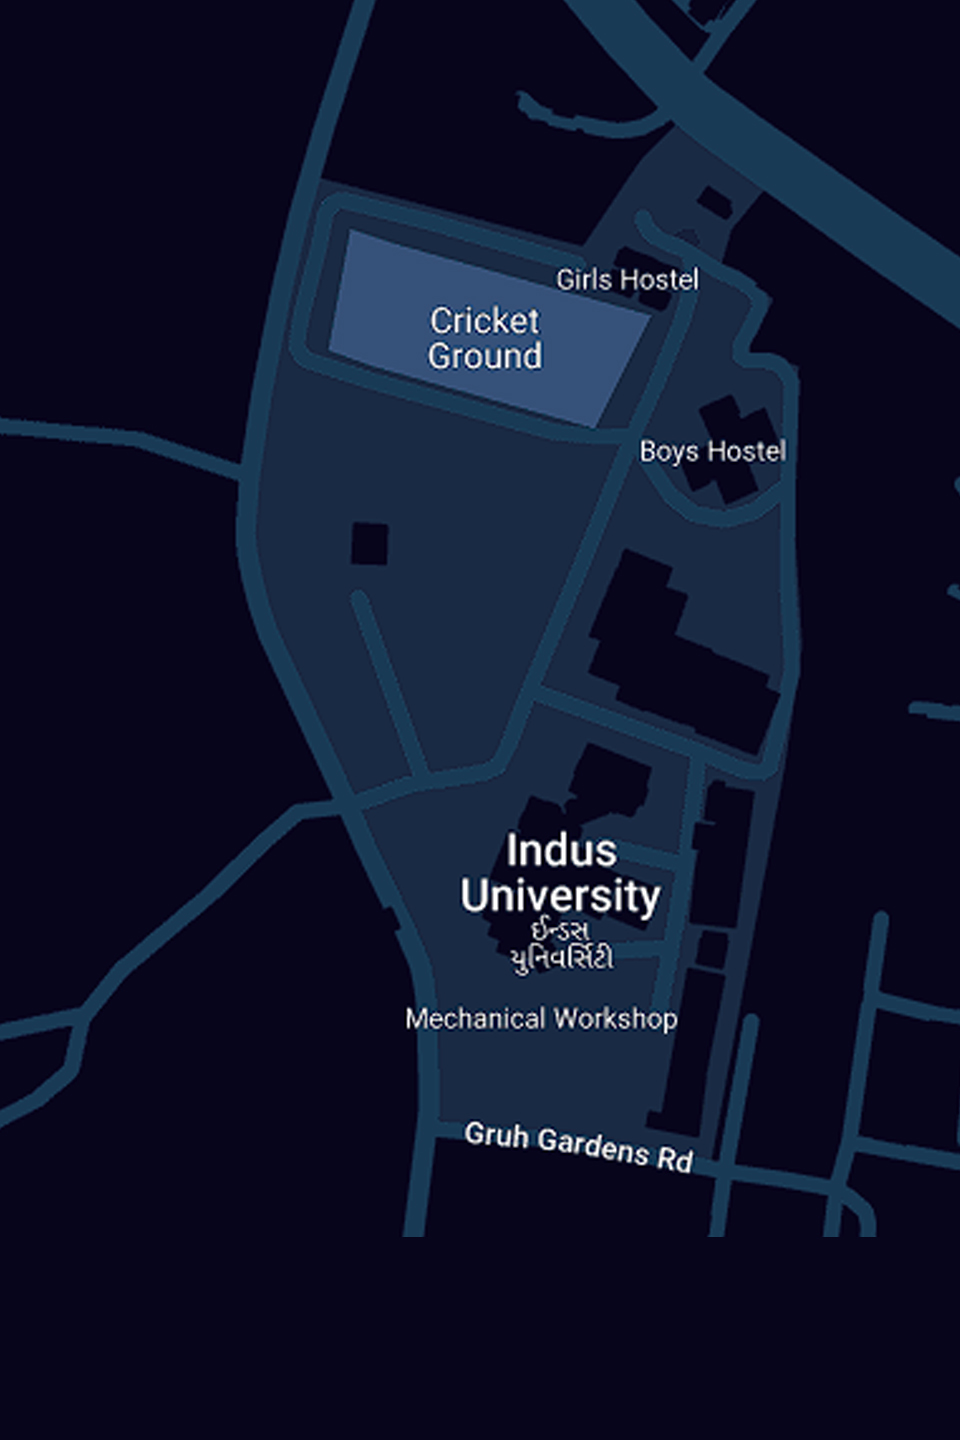 Girls Hostel
Cricket
Ground
Boys Hostel
Indus
University
ઈન્ડસ
યુનિવર્સિટી
Mechanical Workshop
Gruh Gardens Rd